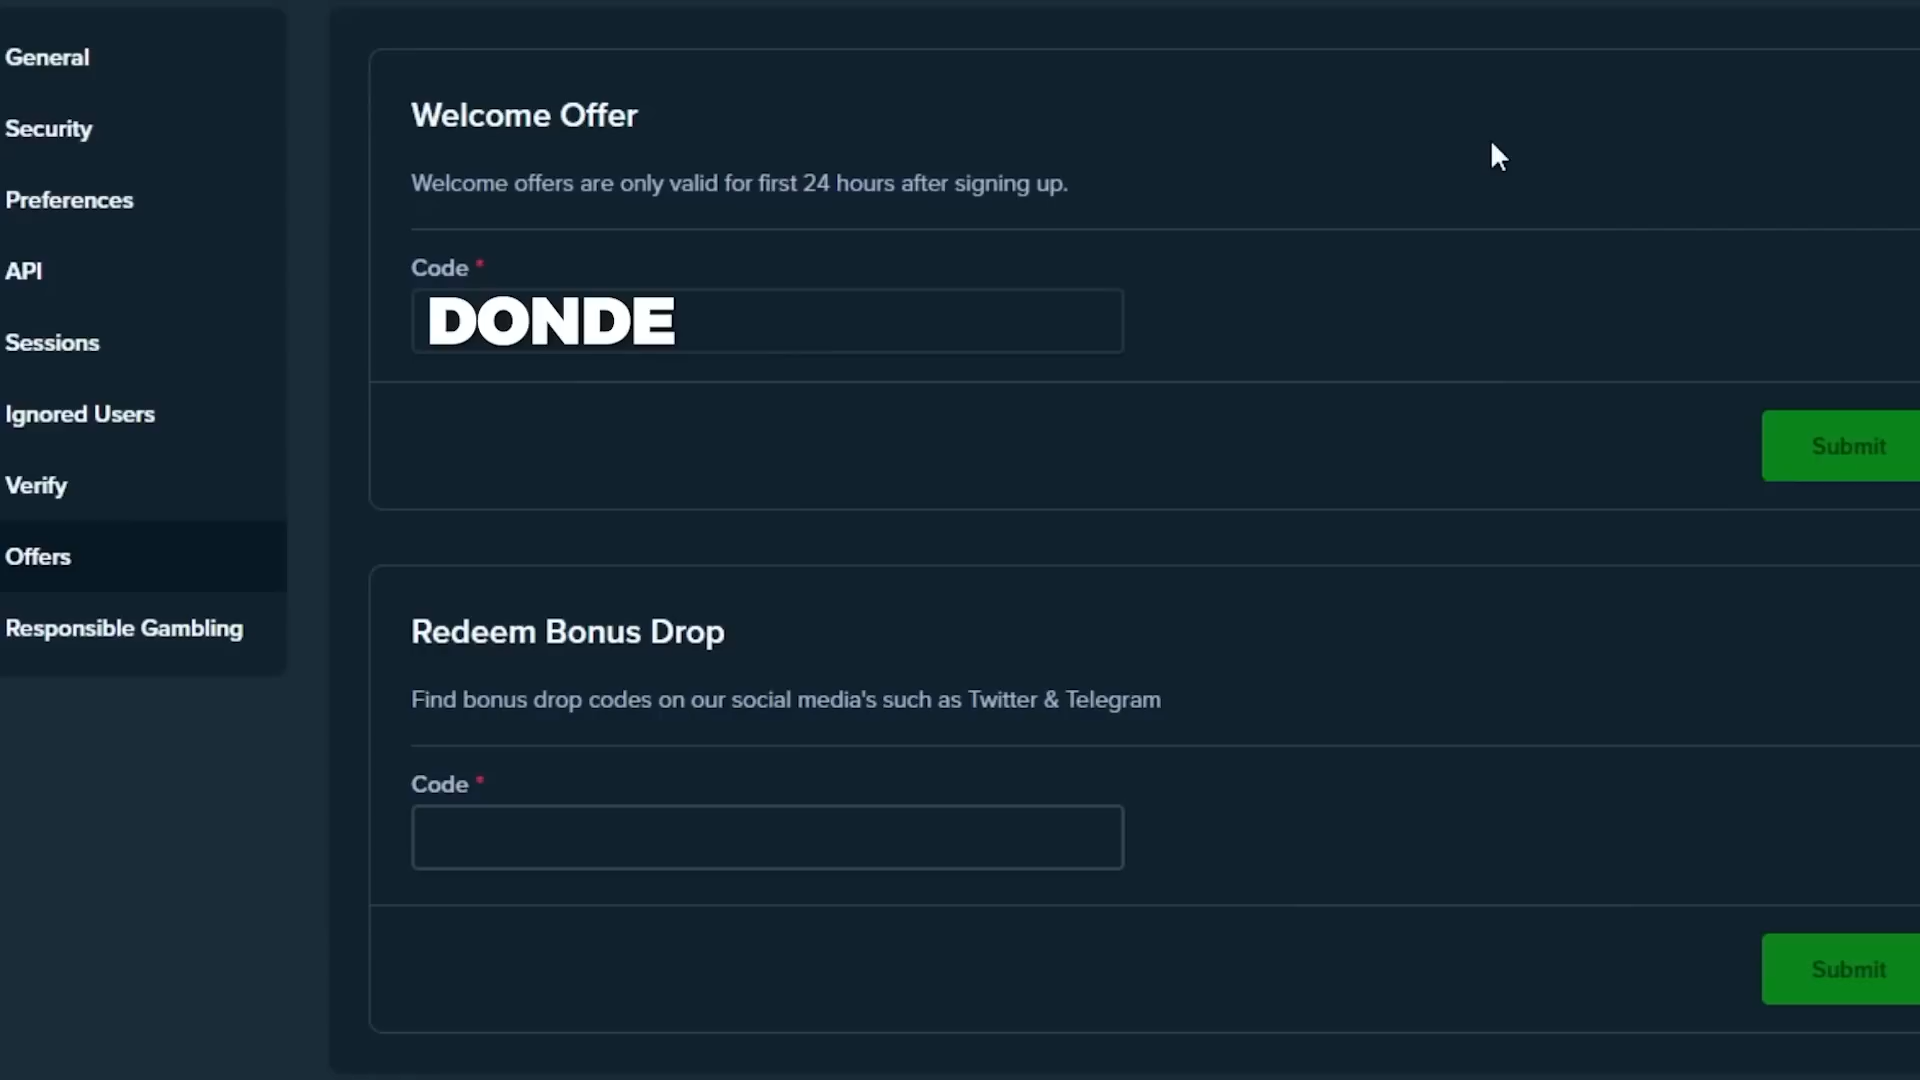 General
Security
Preferences
API
Sessions
Ignored Users
Verify
Offers
Responsible Gambling
Welcome Offer
Welcome offers are only valid for first 24 hours after signing up.
Code *
DONDE
Submit
Redeem Bonus Drop
Find bonus drop codes on our social media's such as Twitter & Telegram
Code *
Submit